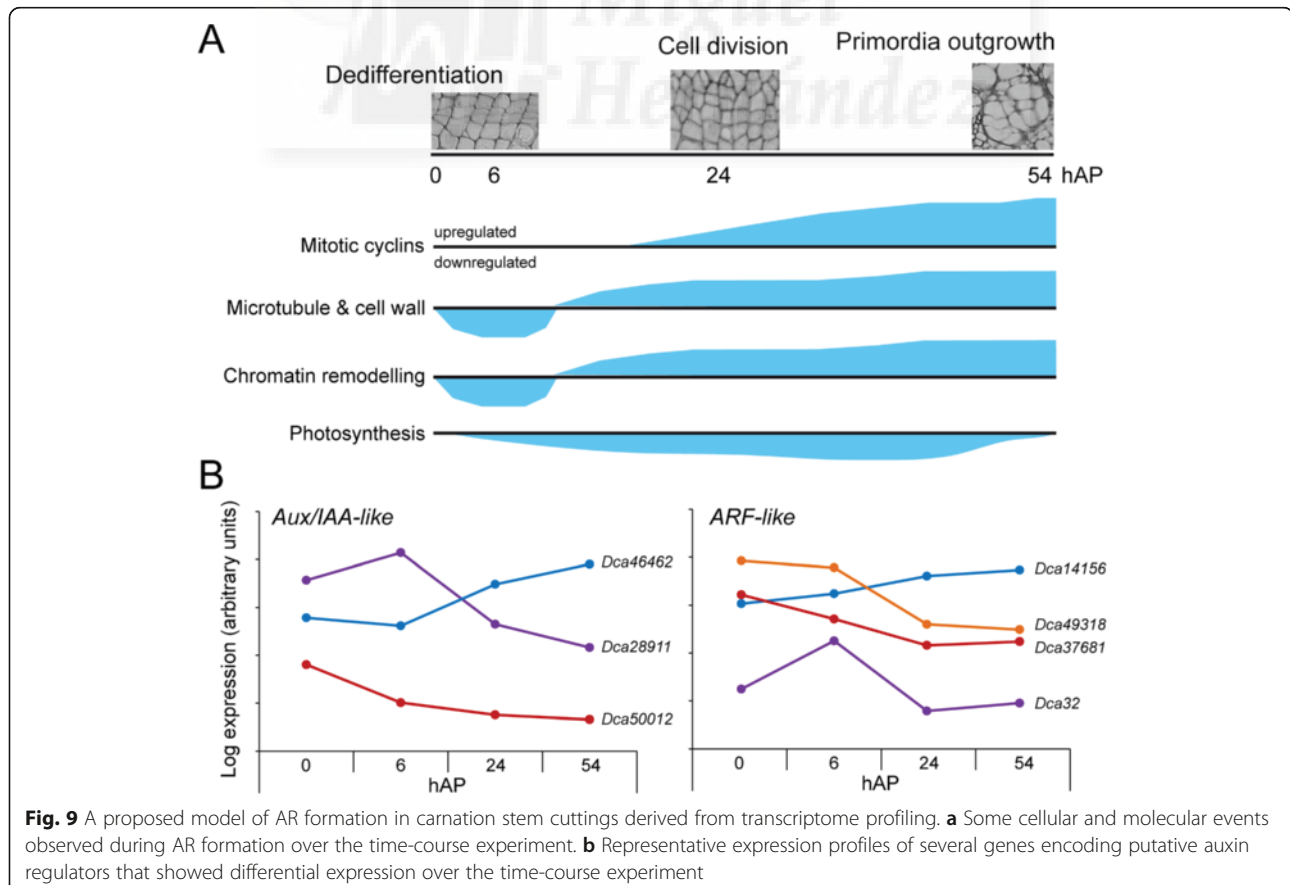 Miguel
Hernández
A
Dedifferentiation
Cell division
Primordia outgrowth
0 6 24 54 hAP
Mitotic cyclins
upregulated
downregulated
Microtubule & cell wall
Chromatin remodelling
Photosynthesis
B
Log expression (arbitrary units)
Aux/IAA-like
Dca46462
Dca28911
Dca50012
0 6 24 54
hAP
ARF-like
Dca14156
Dca49318
Dca37681
Dca32
0 6 24 54
hAP
Fig. 9 A proposed model of AR formation in carnation stem cuttings derived from transcriptome profiling. a Some cellular and molecular events
observed during AR formation over the time-course experiment. b Representative expression profiles of several genes encoding putative auxin
regulators that showed differential expression over the time-course experiment